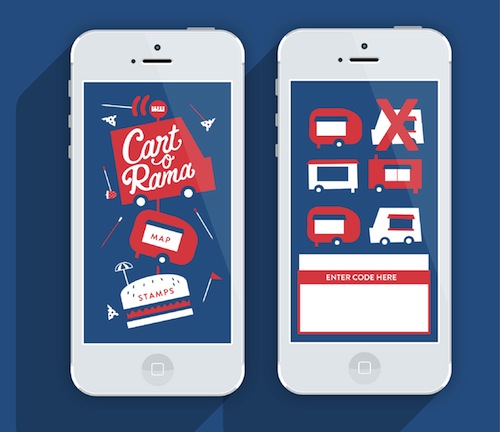 Cart
o
Rama
MAP
STAMPS
X
ENTER CODE HERE